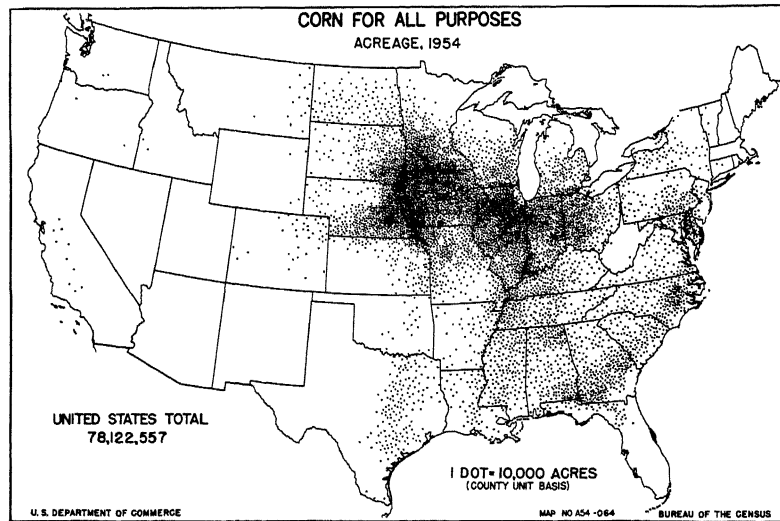 CORN FOR ALL PURPOSES
ACREAGE, 1954
UNITED STATES TOTAL
78,122,557
1 DOT = 10,000 ACRES
(COUNTY UNIT BASIS)
U. S. DEPARTMENT OF COMMERCE
MAP NO A54-064
BUREAU OF THE CENSUS